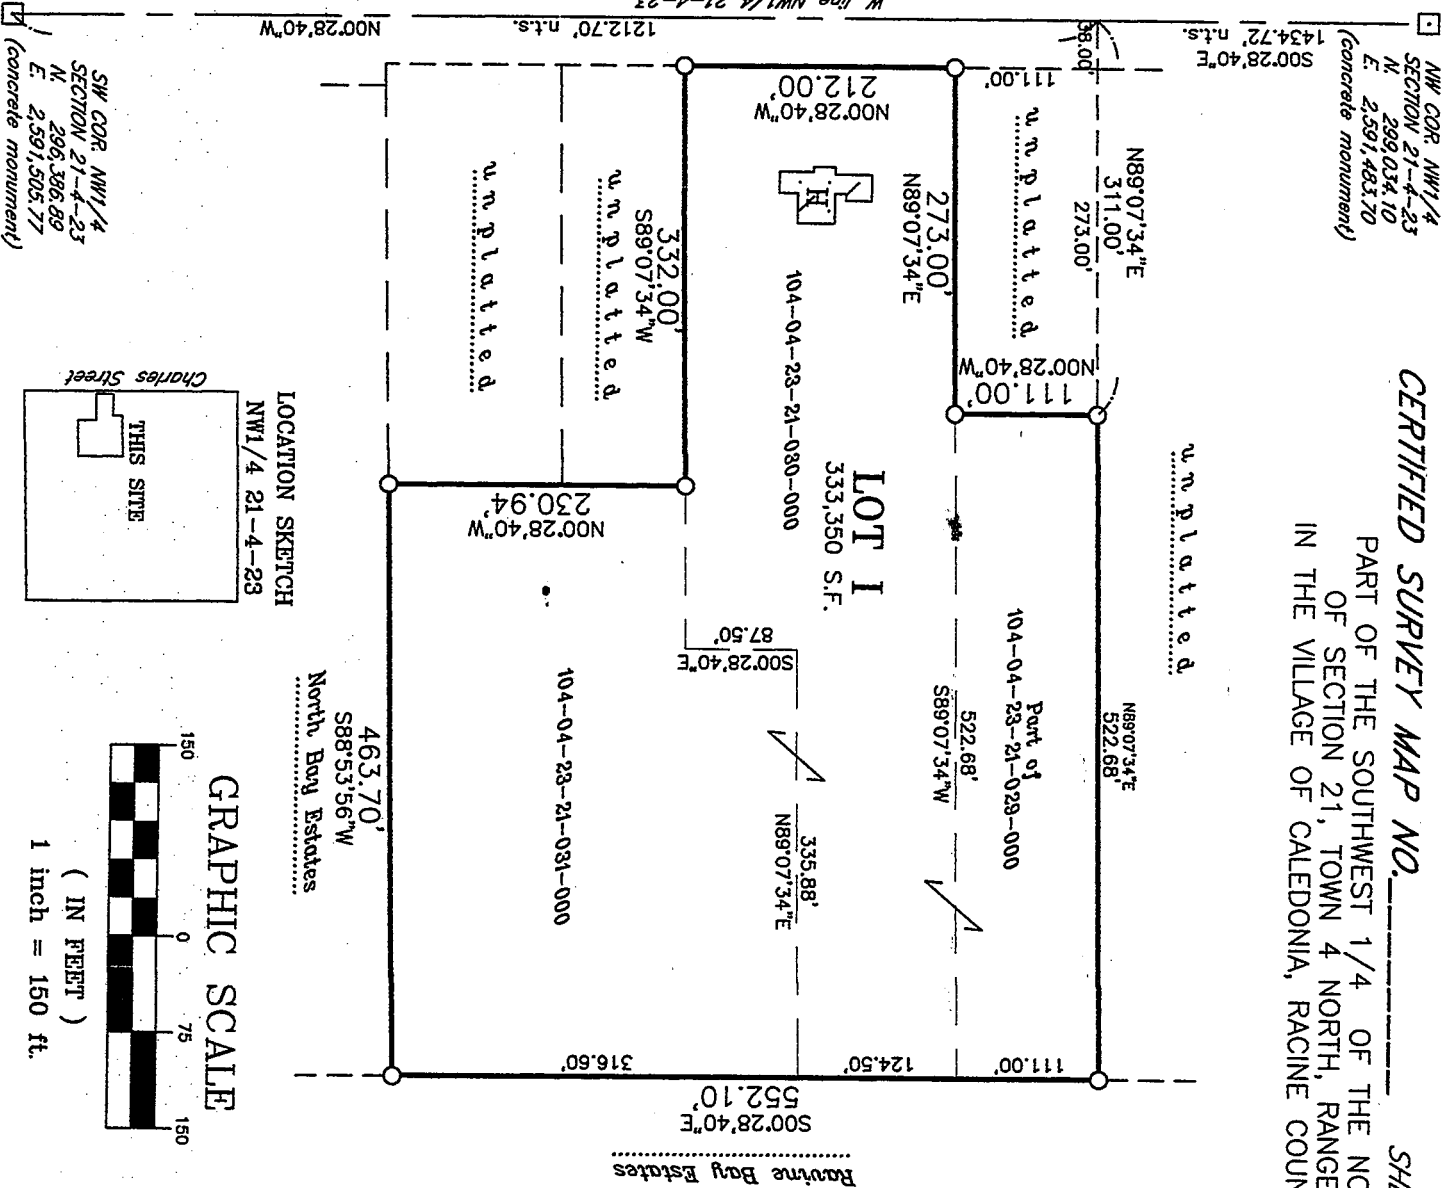 CERTIFIED SURVEY MAP NO.
PART OF THE SOUTHWEST 1/4 OF THE NO
OF SECTION 21, TOWN 4 NORTH, RANGE
IN THE VILLAGE OF CALEDONIA, RACINE COUN
NW COR. NW1/4
SECTION 21-4-23
N. 299,034.10
E. 2,591,483.70
(concrete monument)
S00°28'40"E
1434.72' n.t.s.
38.00'
W line NW1/4 21-4-23
1212.70' n.t.s.
N00°28'40"W
SW COR. NW1/4
SECTION 21-4-23
N. 296,386.89
E. 2,591,505.77
(concrete monument)
N89°07'34"E
311.00'
273.00'
unplatted
111.00'
unplatted
N00°28'40"W
111.00'
273.00'
N89°07'34"E
N00°28'40"W
212.00'
104-04-23-21-030-000
LOT 1
333,350 S.F.
332.00'
S89°07'34"W
unplatted
unplatted
N00°28'40"W
230.94'
N89°07'34"E
522.68'
Part of
104-04-23-21-029-000
522.68'
S89°07'34"W
S00°28'40"E
87.50'
335.88'
N89°07'34"E
104-04-23-21-031-000
463.70'
S88°53'56"W
North Bay Estates
111.00'
124.50'
316.60'
552.10'
S00°28'40"E
Ravine Bay Estates
LOCATION SKETCH
NW1/4 21-4-23
THIS SITE
Charles Street
GRAPHIC SCALE
150 0 75 150
( IN FEET )
1 inch = 150 ft.